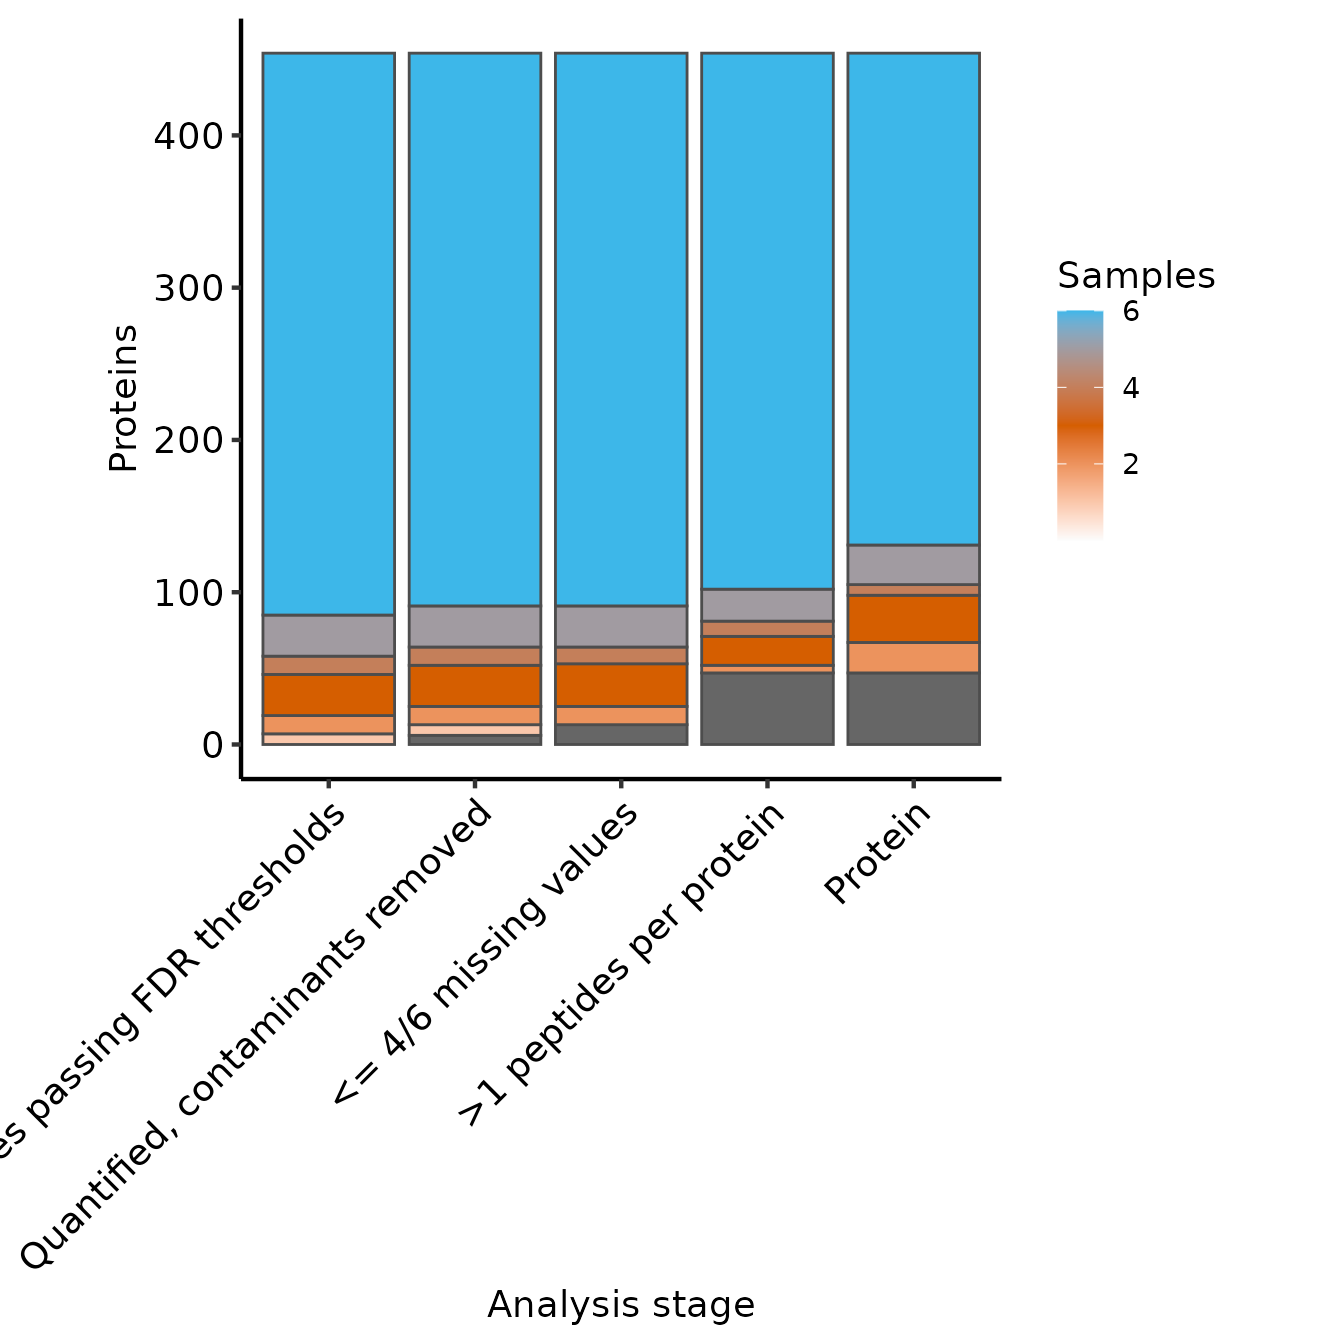 Proteins
400
300
200
100
0
Samples
6
4
2
passing FDR thresholds
Quantified, contaminants removed
<= 4/6 missing values
>1 peptides per protein
Protein
Analysis stage